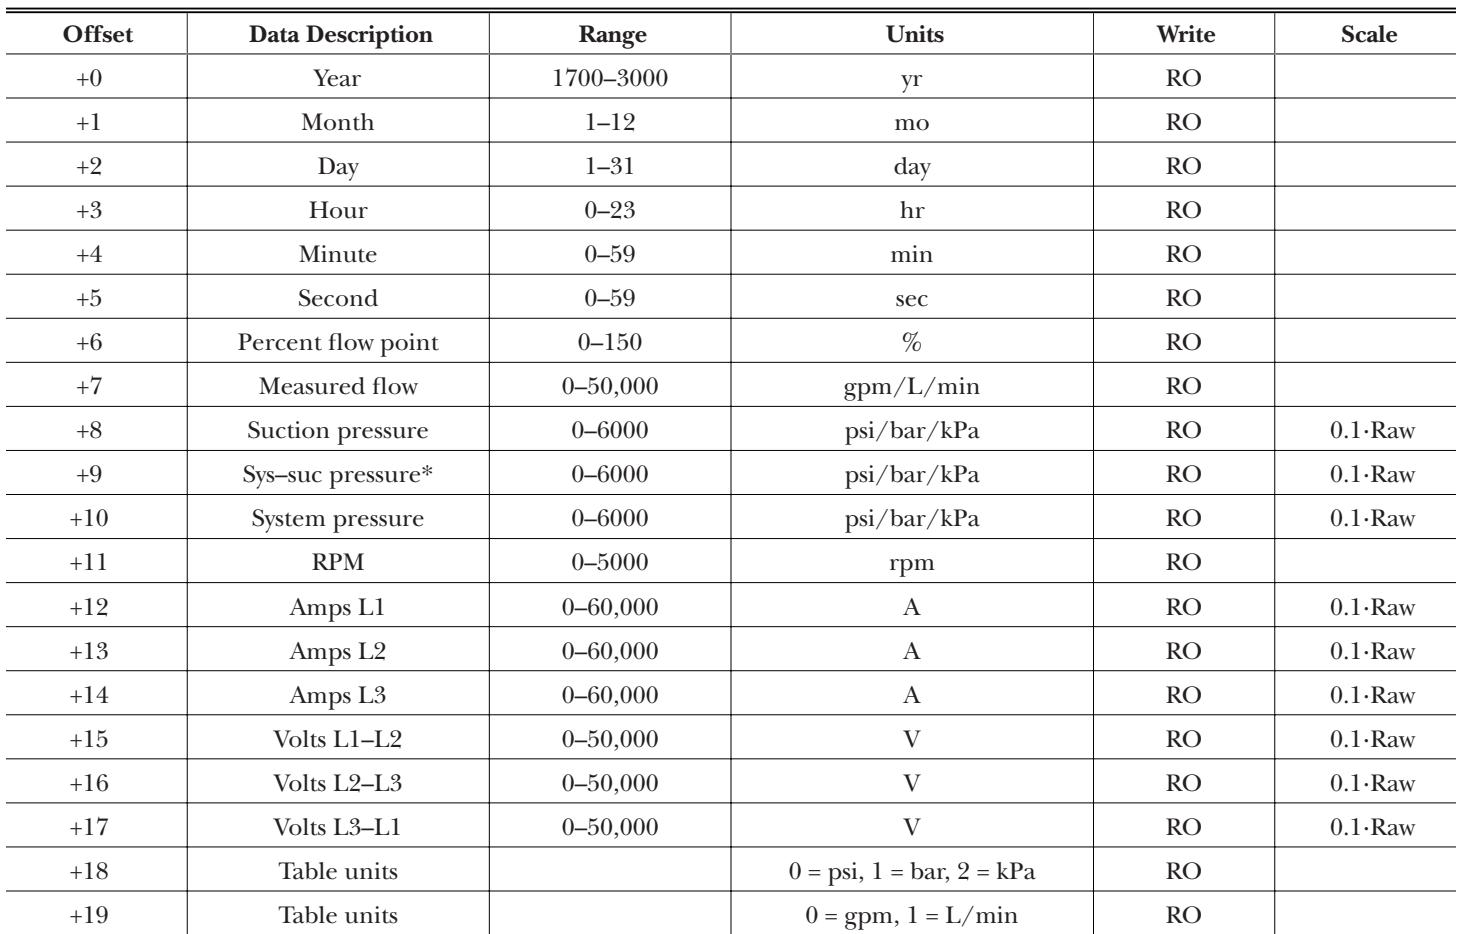 Offset Data Description Range Units Write Scale
+0 Year 1700–3000 yr RO
+1 Month 1–12 mo RO
+2 Day 1–31 day RO
+3 Hour 0–23 hr RO
+4 Minute 0–59 min RO
+5 Second 0–59 sec RO
+6 Percent flow point 0–150 % RO
+7 Measured flow 0–50,000 gpm/L/min RO
+8 Suction pressure 0–6000 psi/bar/kPa RO 0.1·Raw
+9 Sys–suc pressure* 0–6000 psi/bar/kPa RO 0.1·Raw
+10 System pressure 0–6000 psi/bar/kPa RO 0.1·Raw
+11 RPM 0–5000 rpm RO
+12 Amps L1 0–60,000 A RO 0.1·Raw
+13 Amps L2 0–60,000 A RO 0.1·Raw
+14 Amps L3 0–60,000 A RO 0.1·Raw
+15 Volts L1–L2 0–50,000 V RO 0.1·Raw
+16 Volts L2–L3 0–50,000 V RO 0.1·Raw
+17 Volts L3–L1 0–50,000 V RO 0.1·Raw
+18 Table units 0 = psi, 1 = bar, 2 = kPa RO
+19 Table units 0 = gpm, 1 = L/min RO